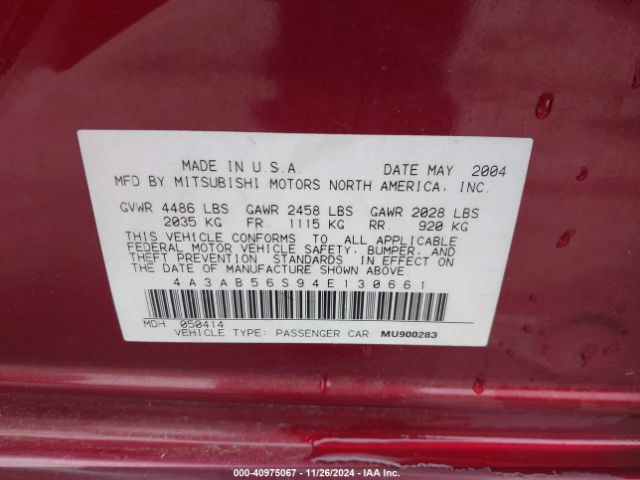 MADE IN U.S.A. DATE MAY 2004
MFD BY MITSUBISHI MOTORS NORTH AMERICA, INC.
GVWR 4486 LBS GAWR 2458 LBS GAWR 2028 LBS
2035 KG FR. 1115 KG RR. 920 KG
THIS VEHICLE CONFORMS TO ALL APPLICABLE
FEDERAL MOTOR VEHICLE SAFETY, BUMPER, AND
THEFT PREVENTION STANDARDS IN EFFECT ON
THE DATE OF MANUFACTURE SHOWN ABOVE.
4A3AB56S94E130661
MDH 050414
VEHICLE TYPE: PASSENGER CAR MU900283
000-40975067 - 11/26/2024 - IAAI.COM